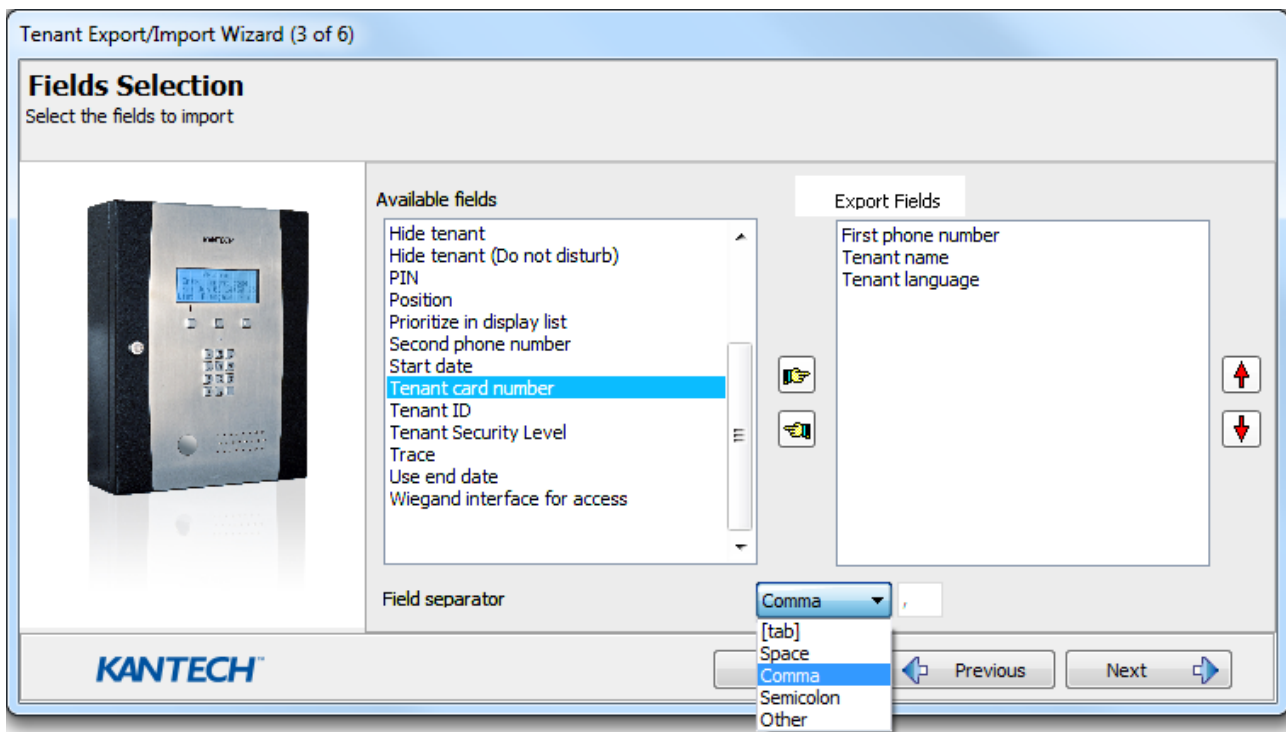 Tenant Export/Import Wizard (3 of 6)
Fields Selection
Select the fields to import
Available fields
Hide tenant
Hide tenant (Do not disturb)
PIN
Position
Prioritize in display list
Second phone number
Start date
Tenant card number
Tenant ID
Tenant Security Level
Trace
Use end date
Wiegand interface for access
Export Fields
First phone number
Tenant name
Tenant language
KANTECH
Field separator
Comma
,
[tab]
Space
Comma
Semicolon
Other
KANTECH™
Previous
Next